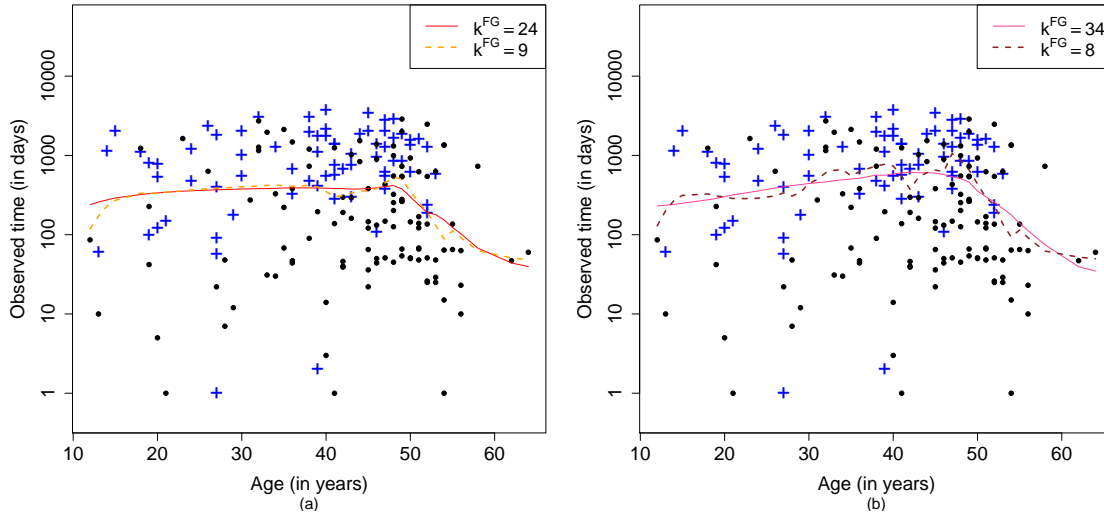 k^FG = 24
k^FG = 9
Observed time (in days)
10000
1000
100
10
1
10 20 30 40 50 60
Age (in years)
(a)
k^FG = 34
k^FG = 8
Observed time (in days)
10000
1000
100
10
1
10 20 30 40 50 60
Age (in years)
(b)